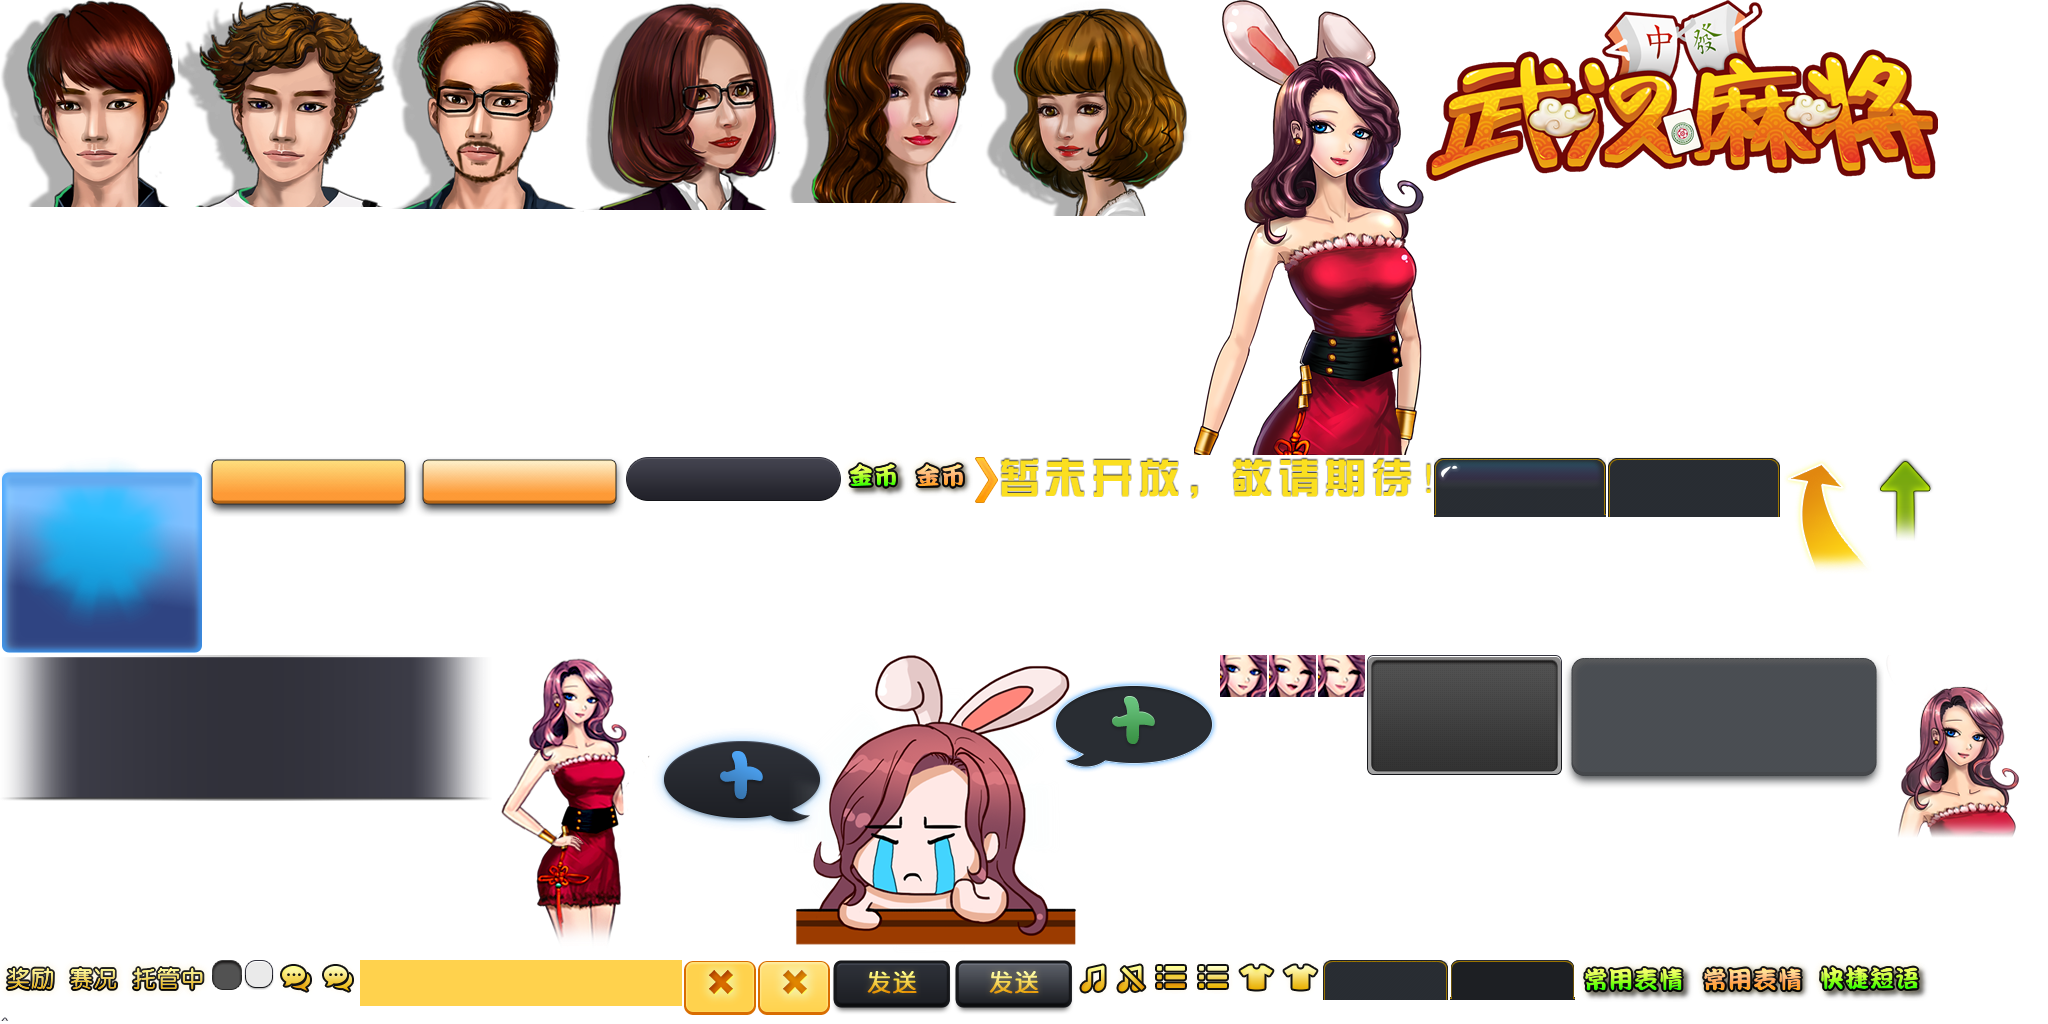 中 發
武汉麻将
金币 金币 暂未开放，敬请期待！
奖励 赛况 托管中 发送 发送 常用表情 常用表情 快捷短语